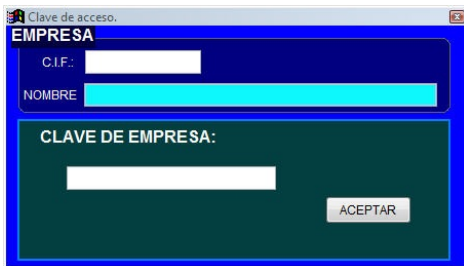 Clave de acceso.
EMPRESA
C.I.F.:
NOMBRE
CLAVE DE EMPRESA:
ACEPTAR